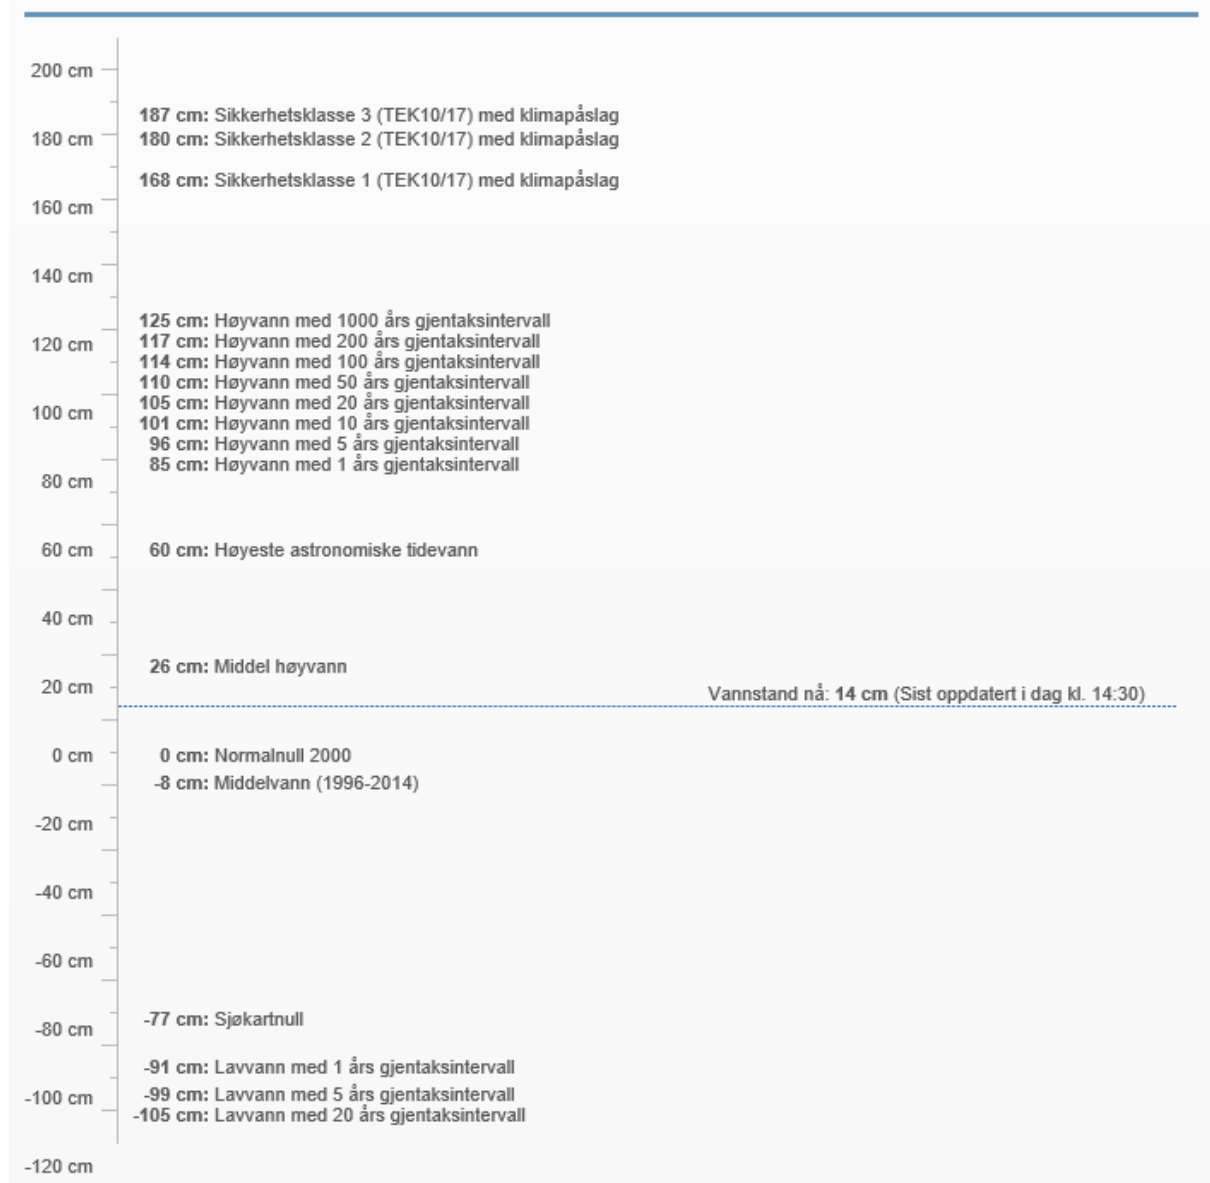 200 cm
187 cm: Sikkerhetsklasse 3 (TEK10/17) med klimapåslag
180 cm 180 cm: Sikkerhetsklasse 2 (TEK10/17) med klimapåslag
168 cm: Sikkerhetsklasse 1 (TEK10/17) med klimapåslag
160 cm
140 cm
125 cm: Høyvann med 1000 års gjentaksintervall
120 cm 117 cm: Høyvann med 200 års gjentaksintervall
114 cm: Høyvann med 100 års gjentaksintervall
110 cm: Høyvann med 50 års gjentaksintervall
105 cm: Høyvann med 20 års gjentaksintervall
100 cm
101 cm: Høyvann med 10 års gjentaksintervall
96 cm: Høyvann med 5 års gjentaksintervall
85 cm: Høyvann med 1 års gjentaksintervall
80 cm
60 cm 60 cm: Høyeste astronomiske tidevann
40 cm
26 cm: Middel høyvann
20 cm Vannstand nå: 14 cm (Sist oppdatert i dag kl. 14:30)
0 cm 0 cm: Normalnull 2000
-8 cm: Middelvann (1996-2014)
-20 cm
-40 cm
-60 cm
-77 cm: Sjøkartnull
-80 cm
-91 cm: Lavvann med 1 års gjentaksintervall
-100 cm -99 cm: Lavvann med 5 års gjentaksintervall
-105 cm: Lavvann med 20 års gjentaksintervall
-120 cm